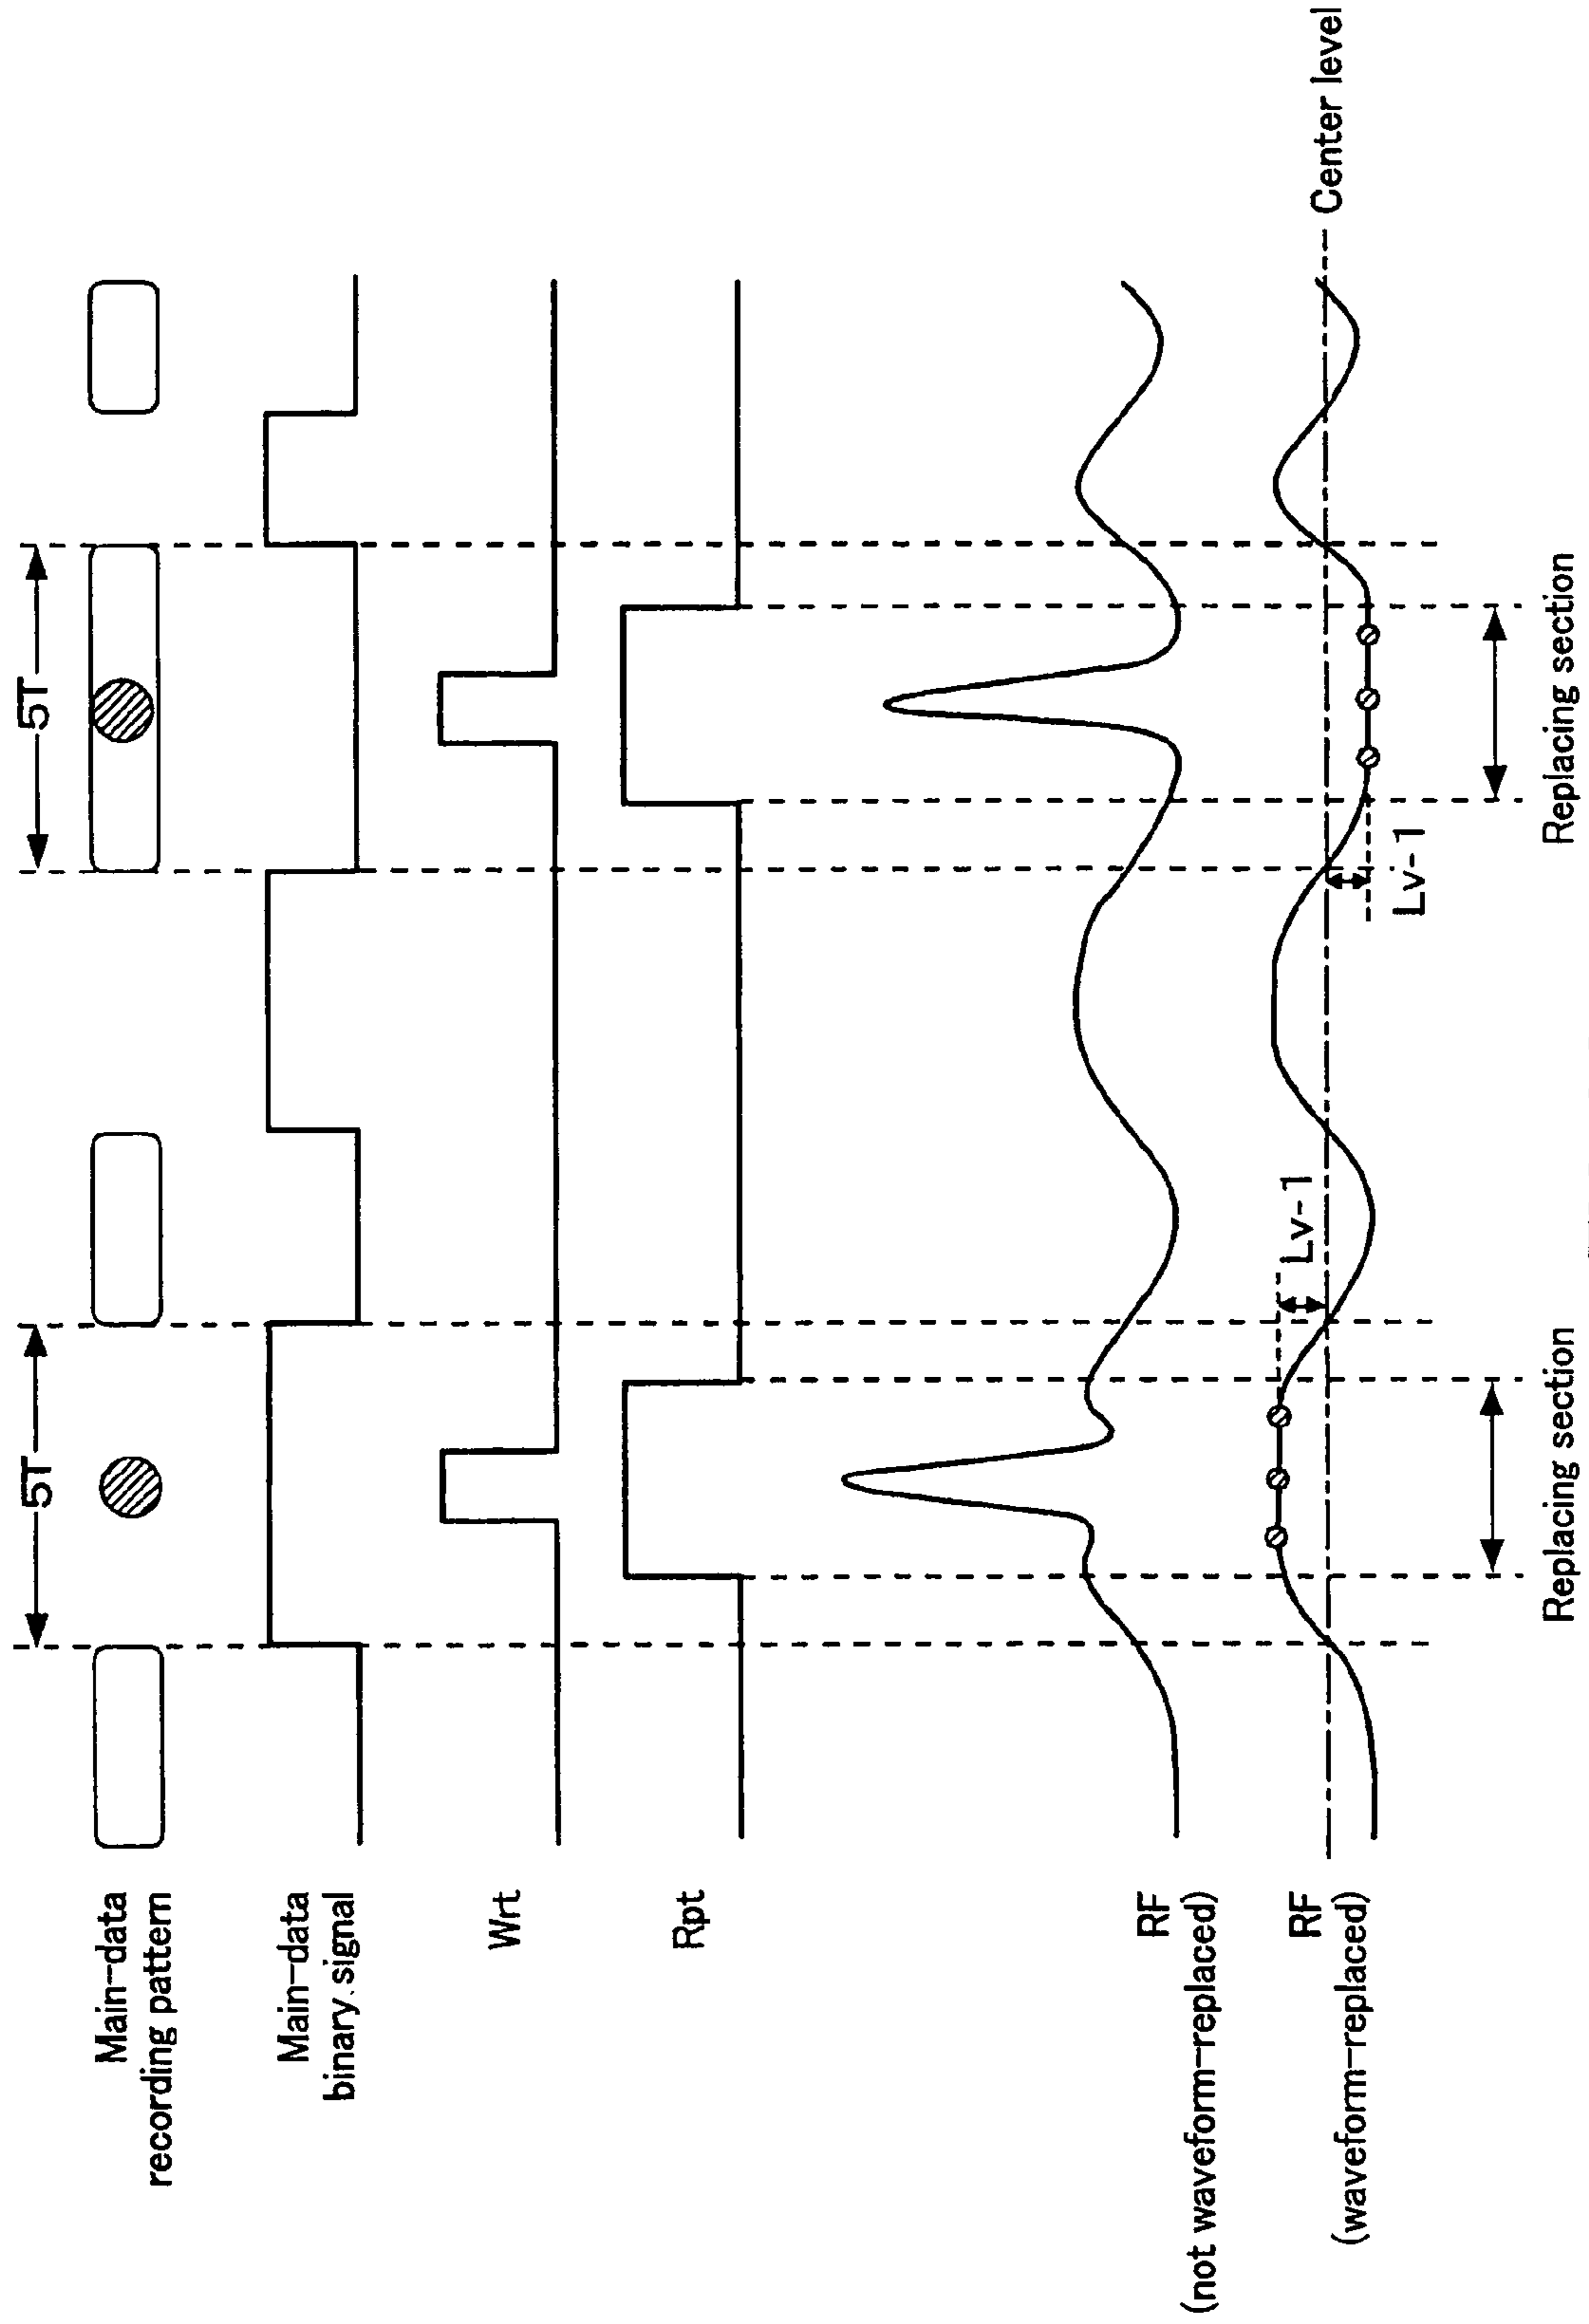 5T
5T
Main-data
recording pattern
Main-data
binary signal
Wrt
Rpt
RF
(not waveform-replaced)
RF
(waveform-replaced)
Lv-1
Lv-1
Center level
Replacing section
Replacing section